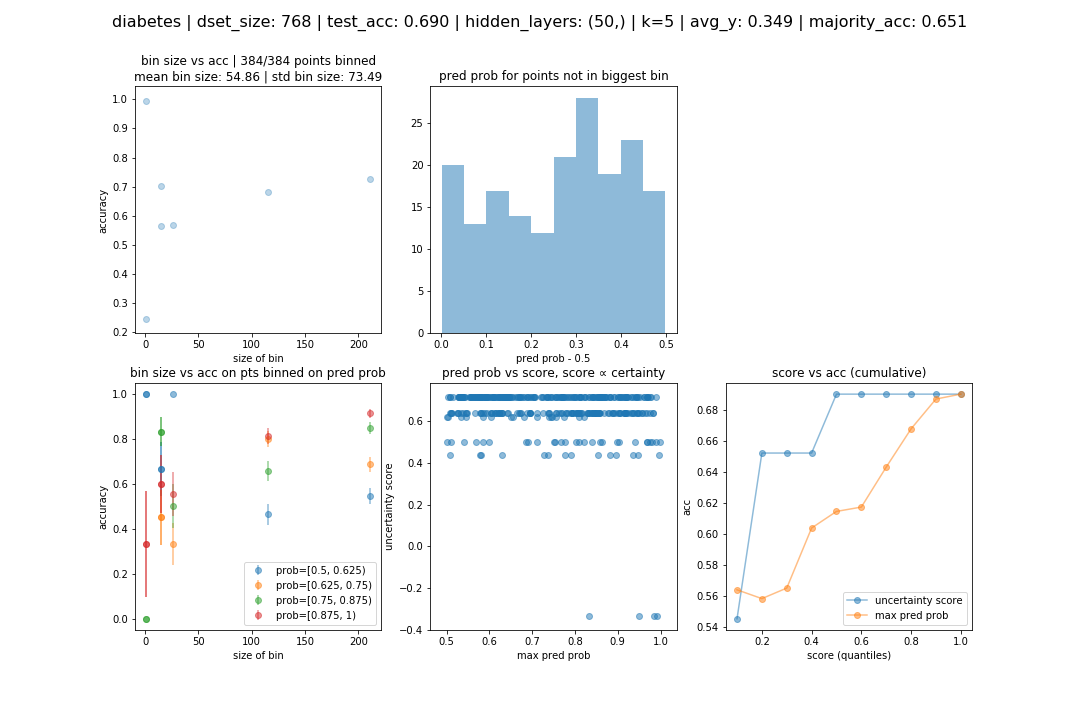 diabetes | dset_size: 768 | test_acc: 0.690 | hidden_layers: (50,) | k=5 | avg_y: 0.349 | majority_acc: 0.651
bin size vs acc | 384/384 points binned
mean bin size: 54.86 | std bin size: 73.49
1.0
0.9
0.8
0.7
0.6
0.5
0.4
0.3
0.2
accuracy
0
50
100
150
200
size of bin
pred prob for points not in biggest bin
25
20
15
10
5
0
0.0
0.1
0.2
0.3
0.4
0.5
pred prob - 0.5
bin size vs acc on pts binned on pred prob
1.0
0.8
0.6
0.4
0.2
0.0
accuracy
prob=[0.5, 0.625)
prob=[0.625, 0.75)
prob=[0.75, 0.875)
prob=[0.875, 1)
0
50
100
150
200
size of bin
pred prob vs score, score ∝ certainty
0.6
0.4
0.2
0.0
−0.2
−0.4
uncertainty score
0.5
0.6
0.7
0.8
0.9
1.0
max pred prob
score vs acc (cumulative)
0.68
0.66
0.64
0.62
0.60
0.58
0.56
0.54
acc
uncertainty score
max pred prob
0.2
0.4
0.6
0.8
1.0
score (quantiles)